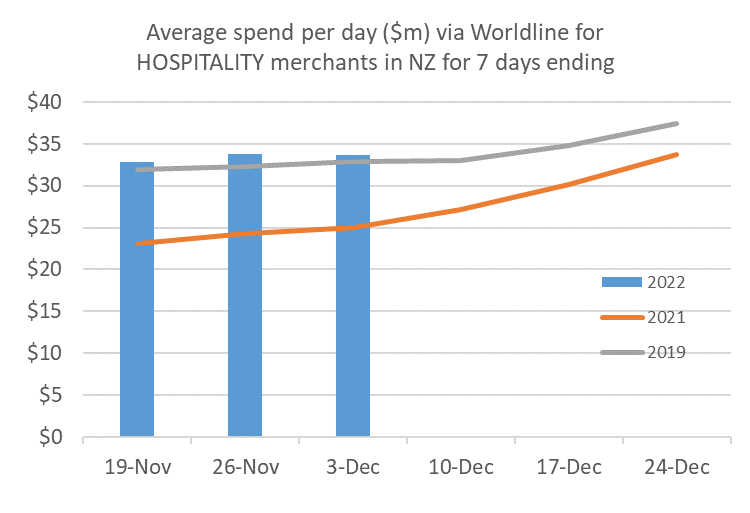 Average spend per day ($m) via Worldline for
HOSPITALITY merchants in NZ for 7 days ending
$40
$35
$30
$25
$20
$15
$10
$5
$0
2022
2021
2019
19-Nov
26-Nov
3-Dec
10-Dec
17-Dec
24-Dec